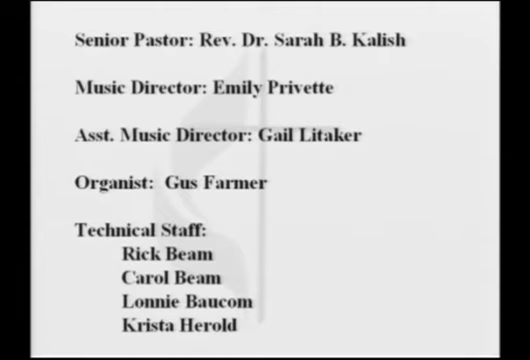 Senior Pastor: Rev. Dr. Sarah B. Kalish
Music Director: Emily Privette
Asst. Music Director: Gail Litaker
Organist: Gus Farmer
Technical Staff:
Rick Beam
Carol Beam
Lonnie Baucom
Krista Herold